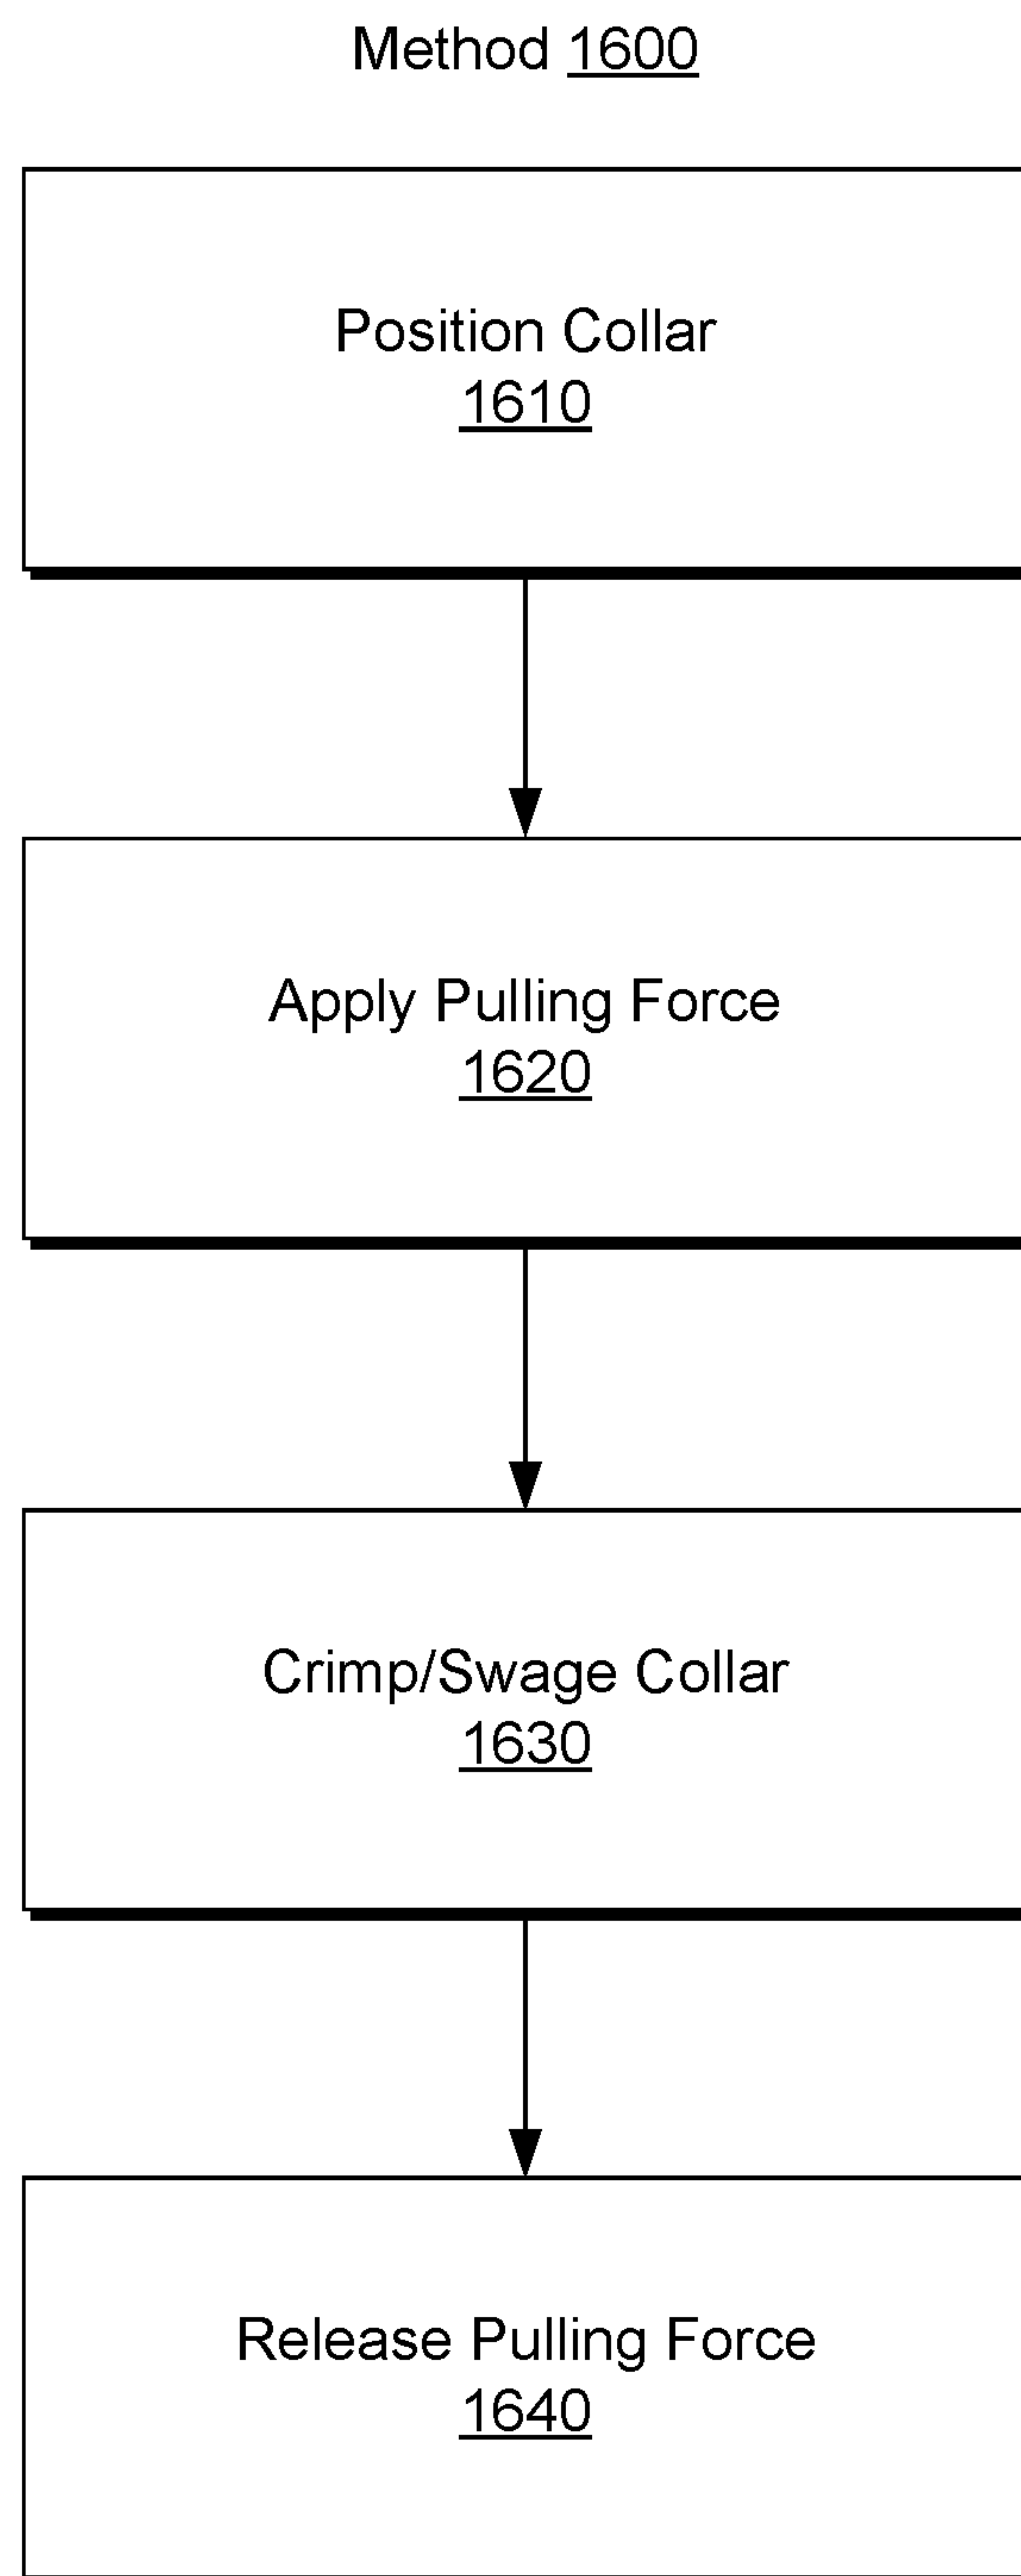 Method 1600
Position Collar
1610
Apply Pulling Force
1620
Crimp/Swage Collar
1630
Release Pulling Force
1640